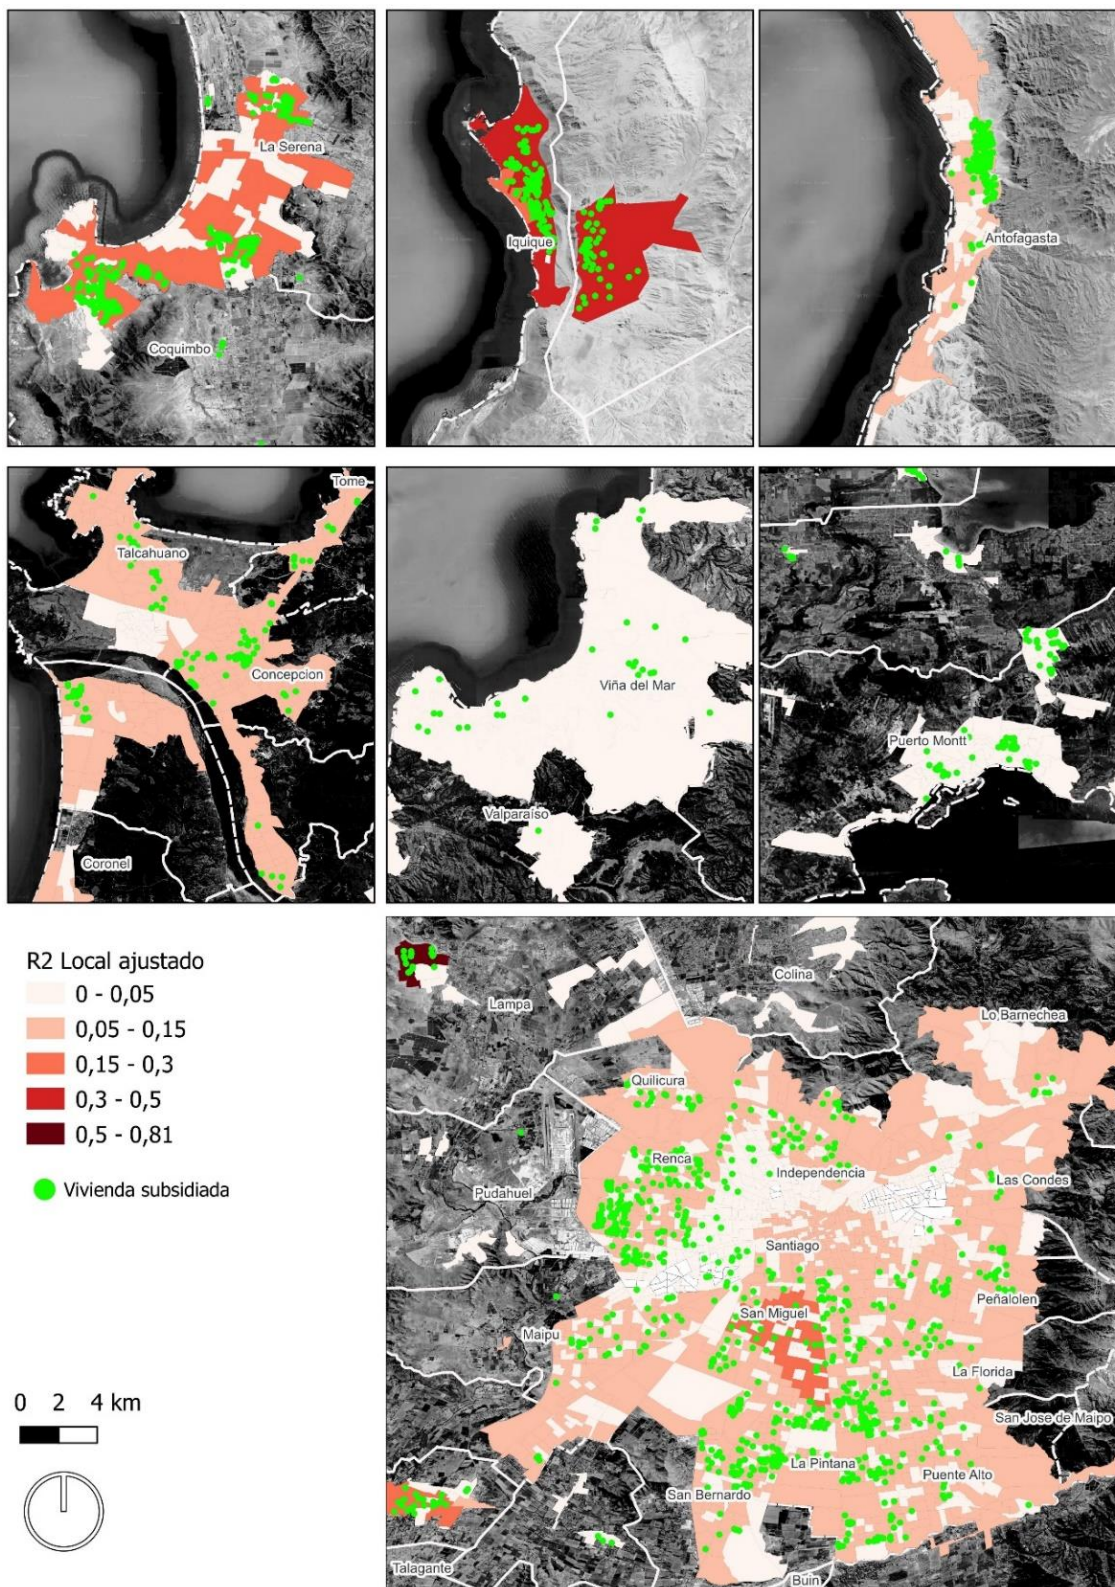 La Serena
Coquimbo
Iquique
Antofagasta
Tome
Talcahuano
Concepcion
Coronel
Viña del Mar
Valparaíso
Puerto Montt
R2 Local ajustado
0 - 0,05
0,05 - 0,15
0,15 - 0,3
0,3 - 0,5
0,5 - 0,81
Vivienda subsidiada
0 2 4 km
Colina
Lampa
Lo Barnechea
Quilicura
Renca
Independencia
Las Condes
Pudahuel
Santiago
Peñalolen
San Miguel
Maipu
La Florida
San Jose de Maipo
La Pintana
Puente Alto
San Bernardo
Talagante
Buin